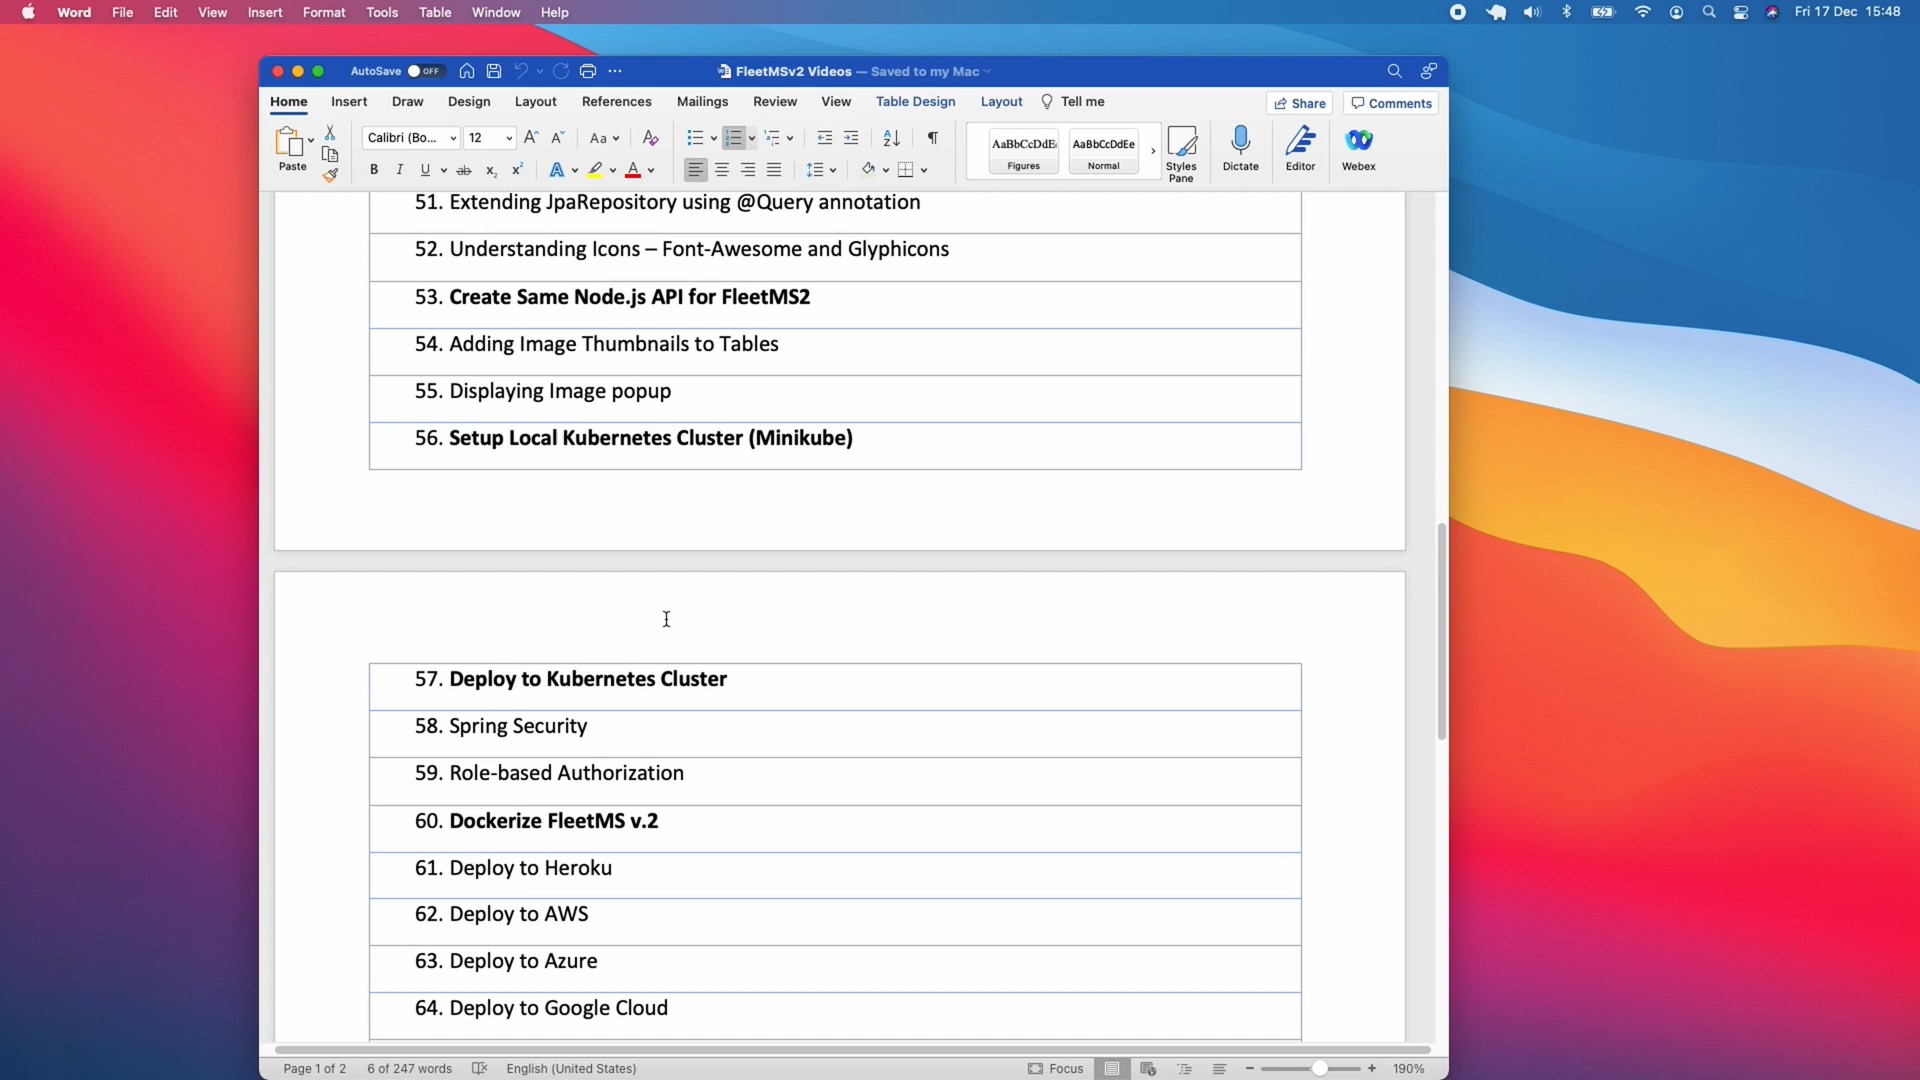 Word File Edit View Insert Format Tools Table Window Help Fri 17 Dec 15:48
AutoSave OFF FleetMSv2 Videos — Saved to my Mac
Home Insert Draw Design Layout References Mailings Review View Table Design Layout Tell me Share Comments
Paste Calibri (Bo... 12 Aa AaBbCcDdE Figures AaBbCcDdEe Normal Styles Pane Dictate Editor Webex
51. Extending JpaRepository using @Query annotation
52. Understanding Icons – Font-Awesome and Glyphicons
53. Create Same Node.js API for FleetMS2
54. Adding Image Thumbnails to Tables
55. Displaying Image popup
56. Setup Local Kubernetes Cluster (Minikube)
57. Deploy to Kubernetes Cluster
58. Spring Security
59. Role-based Authorization
60. Dockerize FleetMS v.2
61. Deploy to Heroku
62. Deploy to AWS
63. Deploy to Azure
64. Deploy to Google Cloud
Page 1 of 2 6 of 247 words English (United States) Focus 190%